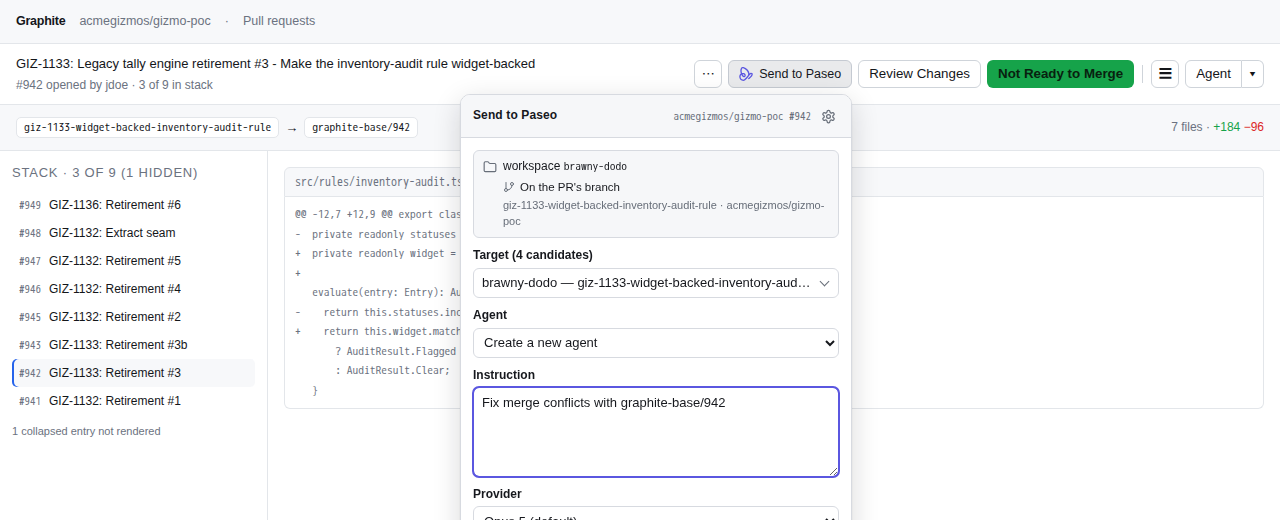 Graphite acmegizmos/gizmo-poc · Pull requests
GIZ-1133: Legacy tally engine retirement #3 - Make the inventory-audit rule widget-backed
#942 opened by jdoe · 3 of 9 in stack
··· Send to Paseo Review Changes Not Ready to Merge Agent
giz-1133-widget-backed-inventory-audit-rule → graphite-base/942
7 files · +184 −96
STACK · 3 OF 9 (1 HIDDEN)
#949 GIZ-1136: Retirement #6
#948 GIZ-1132: Extract seam
#947 GIZ-1132: Retirement #5
#946 GIZ-1132: Retirement #4
#945 GIZ-1132: Retirement #2
#943 GIZ-1133: Retirement #3b
#942 GIZ-1133: Retirement #3
#941 GIZ-1132: Retirement #1
1 collapsed entry not rendered
src/rules/inventory-audit.ts
@@ -12,7 +12,9 @@ export clas
- private readonly statuses
+ private readonly widget =
+
evaluate(entry: Entry): Au
- return this.statuses.inc
+ return this.widget.match
? AuditResult.Flagged
: AuditResult.Clear;
}
Send to Paseo
acmegizmos/gizmo-poc #942
workspace brawny-dodo
On the PR's branch
giz-1133-widget-backed-inventory-audit-rule · acmegizmos/gizmo-
poc
Target (4 candidates)
brawny-dodo — giz-1133-widget-backed-inventory-aud…
Agent
Create a new agent
Instruction
Fix merge conflicts with graphite-base/942
Provider
Opus 5 (default)